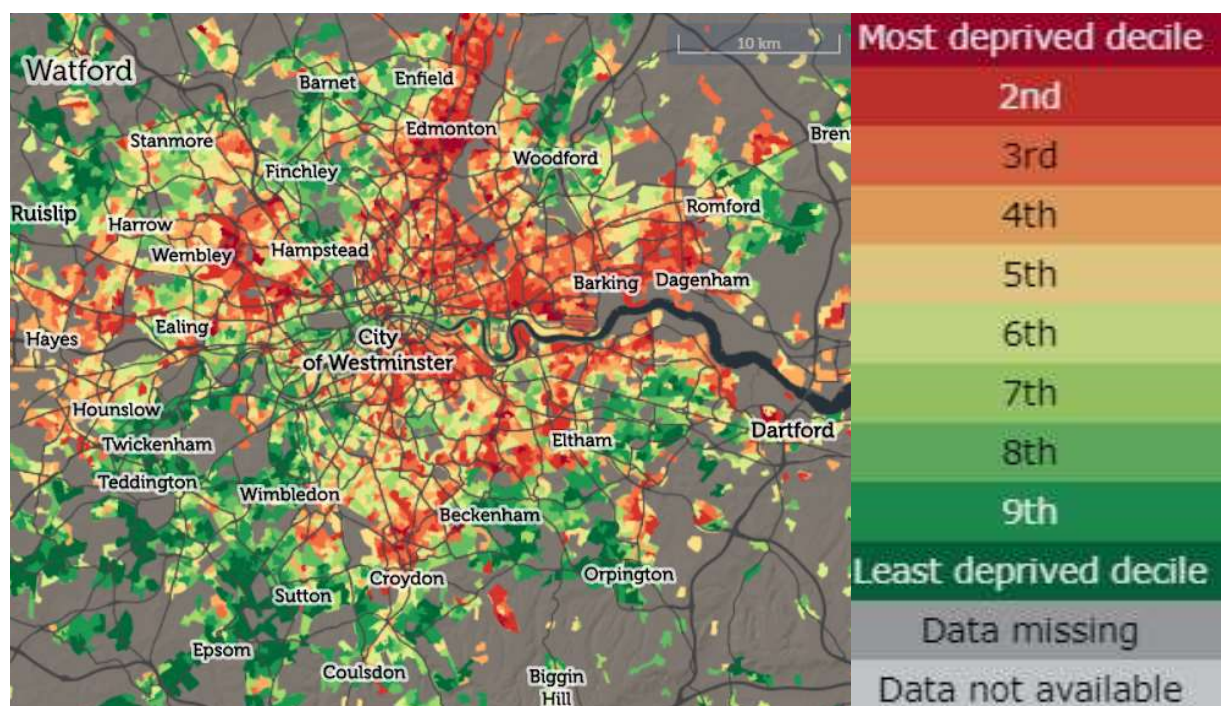 10 km
Watford
Barnet
Enfield
Edmonton
Stanmore
Woodford
Finchley
Bren
Ruislip
Harrow
Romford
Wembley
Hampstead
Barking
Dagenham
Hayes
Ealing
City
of Westminster
Hounslow
Twickenham
Eltham
Dartford
Teddington
Wimbledon
Beckenham
Croydon
Orpington
Sutton
Epsom
Coulsdon
Biggin
Hill
Most deprived decile
2nd
3rd
4th
5th
6th
7th
8th
9th
Least deprived decile
Data missing
Data not available